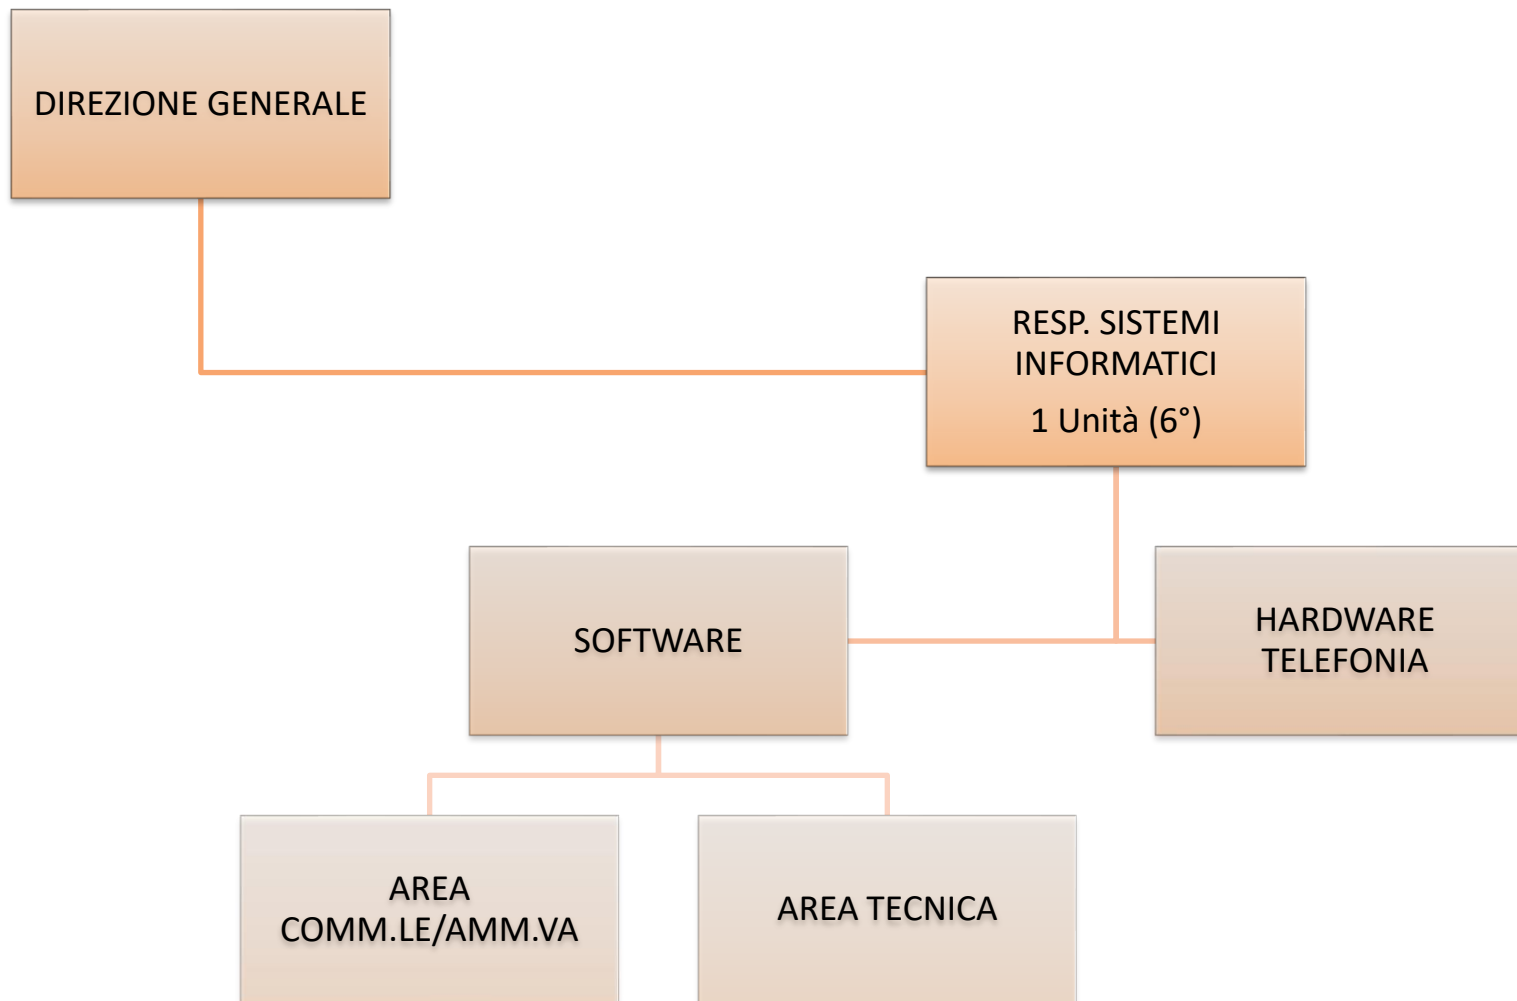 DIREZIONE GENERALE
RESP. SISTEMI
INFORMATICI
1 Unità (6°)
SOFTWARE
HARDWARE
TELEFONIA
AREA
COMM.LE/AMM.VA
AREA TECNICA